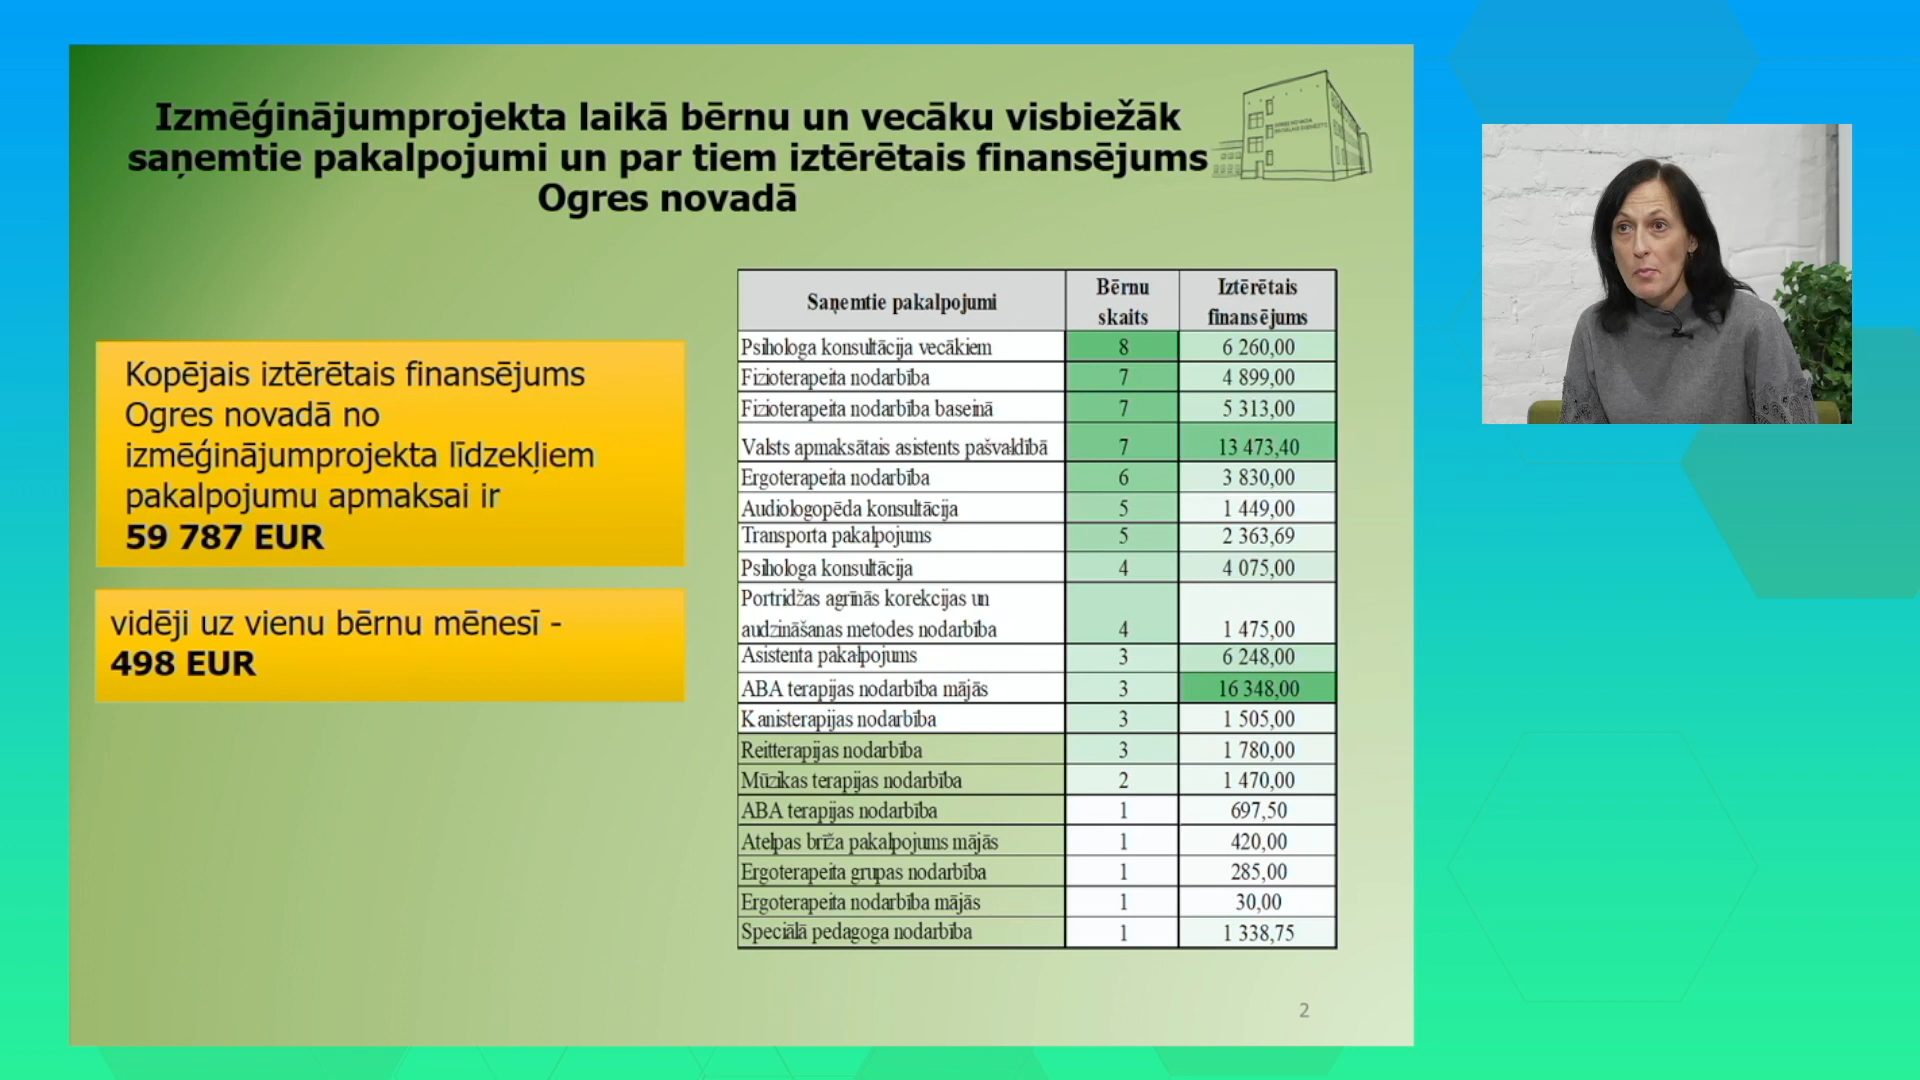 Izmēģinājumprojekta laikā bērnu un vecāku visbiežāk
saņemtie pakalpojumi un par tiem iztērētais finansējums
Ogres novadā
Kopējais iztērētais finansējums
Ogres novadā no
izmēģinājumprojekta līdzekļiem
pakalpojumu apmaksai ir
59 787 EUR
vidēji uz vienu bērnu mēnesī -
498 EUR
Saņemtie pakalpojumi
Bērnu
skaits
Iztērētais
finansējums
Psihologa konsultācija vecākiem 8 6 260,00
Fizioterapeita nodarbība 7 4 899,00
Fizioterapeita nodarbība baseinā 7 5 313,00
Valsts apmaksātais asistents pašvaldībā 7 13 473,40
Ergoterapeita nodarbība 6 3 830,00
Audiologopēda konsultācija 5 1 449,00
Transporta pakalpojums 5 2 363,69
Psihologa konsultācija 4 4 075,00
Portridžas agrīnās korekcijas un
audzināšanas metodes nodarbība 4 1 475,00
Asistenta pakalpojums 3 6 248,00
ABA terapijas nodarbība mājās 3 16 348,00
Kanisterapijas nodarbība 3 1 505,00
Reitterapijas nodarbība 3 1 780,00
Mūzikas terapijas nodarbība 2 1 470,00
ABA terapijas nodarbība 1 697,50
Atelpas brīža pakalpojums mājās 1 420,00
Ergoterapeita grupas nodarbība 1 285,00
Ergoterapeita nodarbība mājās 1 30,00
Speciālā pedagoga nodarbība 1 1 338,75
2